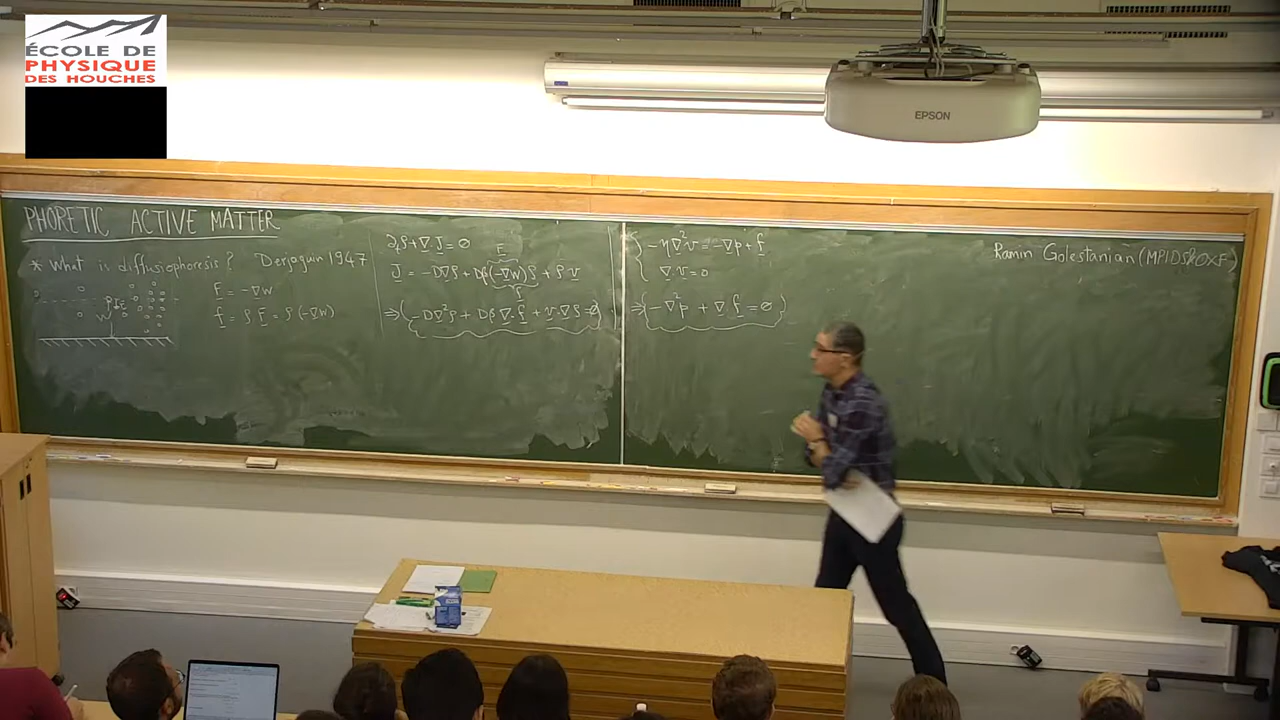 ÉCOLE DE
PHYSIQUE
DES HOUCHES
EPSON
PHORETIC ACTIVE MATTER
* What is diffusiophoresis? Derjaguin 1947
F = -∇W
f = ρ F = ρ (-∇W)
W
∂ₜρ + ∇·J = 0
F
J = -D∇ρ + Dβ(-∇W)ρ + ρ v
f
⇒ (-D∇²ρ + Dβ ∇·f + v·∇ρ = 0)
{ -η∇²v = -∇p + f
∇·v = 0
⇒ (-∇²p + ∇·f = 0)
Ramin Golestanian (MPIDS&OXF)